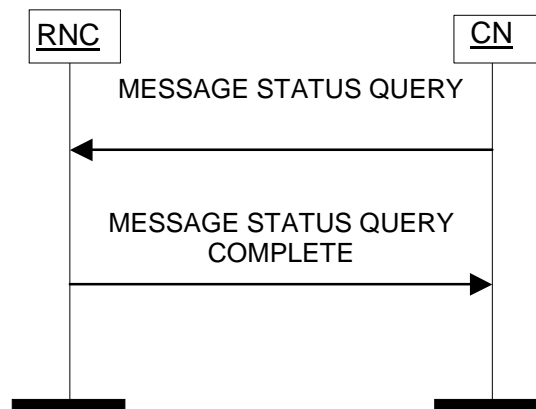 RNC
CN
MESSAGE STATUS QUERY
MESSAGE STATUS QUERY
COMPLETE